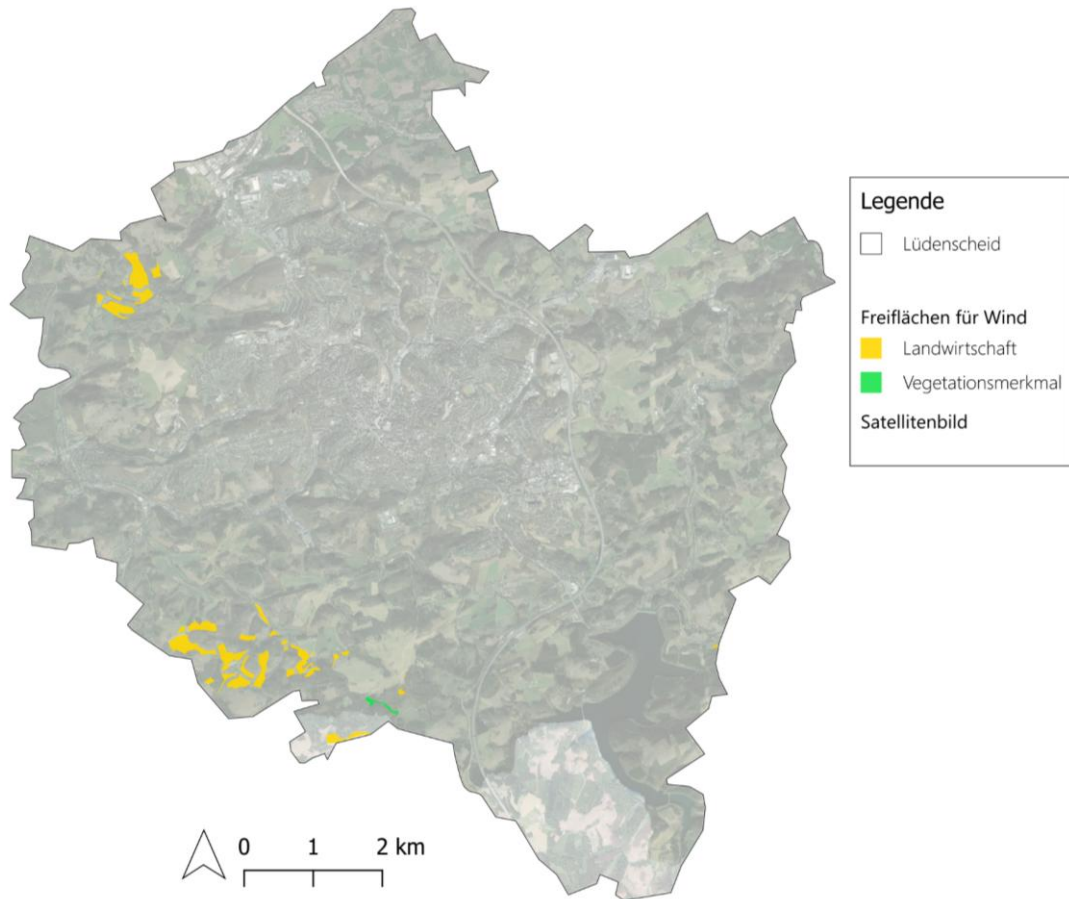 Legende
Lüdenscheid
Freiflächen für Wind
Landwirtschaft
Vegetationsmerkmal
Satellitenbild
0 1 2 km